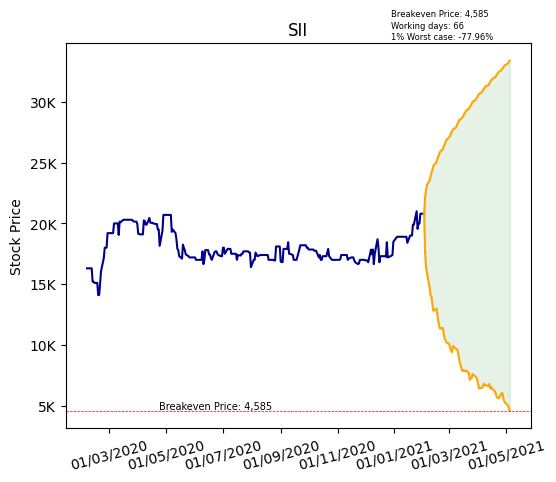 Breakeven Price: 4,585
Working days: 66
1% Worst case: -77.96%
SII
Stock Price
30K
25K
20K
15K
10K
5K
Breakeven Price: 4,585
01/03/2020
01/05/2020
01/07/2020
01/09/2020
01/11/2020
01/01/2021
01/03/2021
01/05/2021